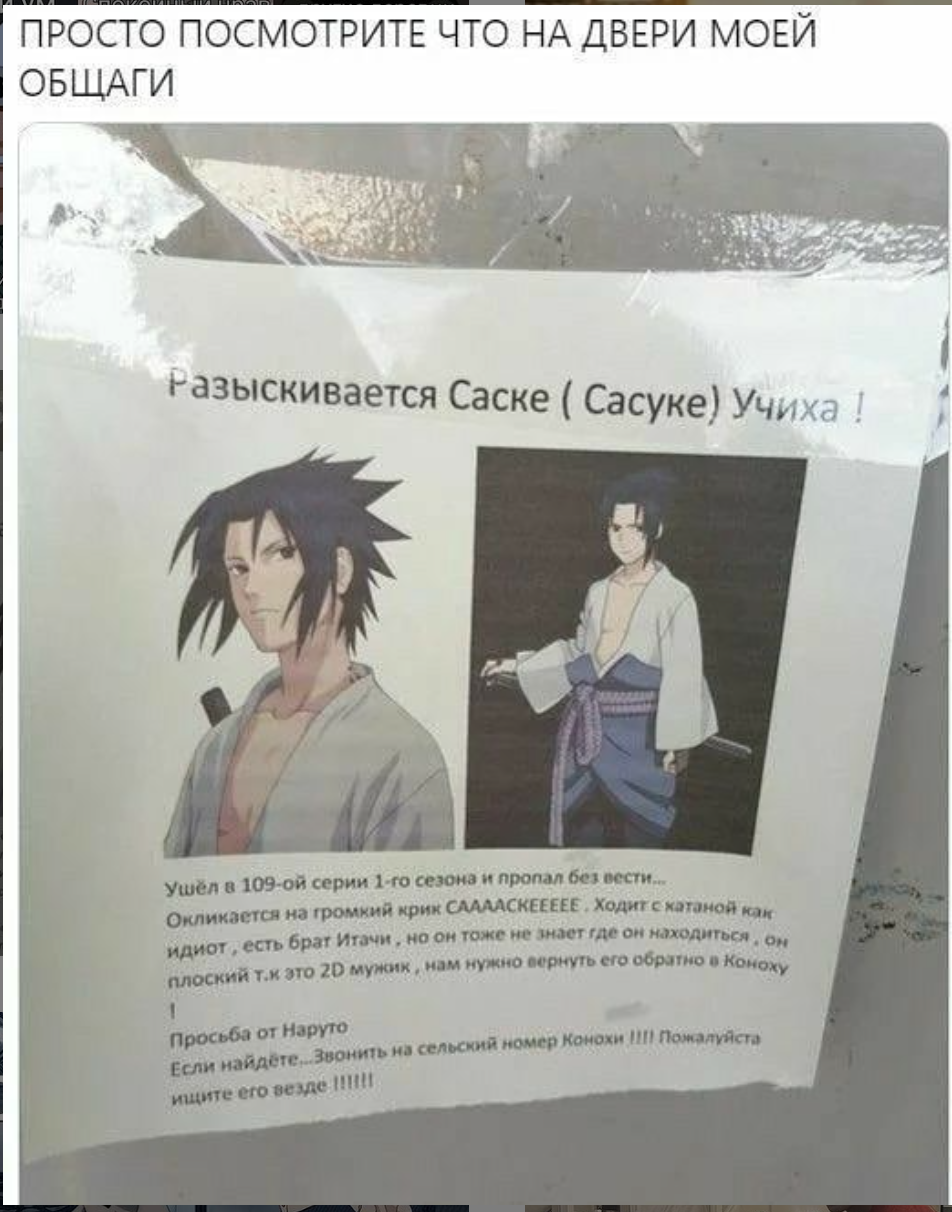 ПРОСТО ПОСМОТРИТЕ ЧТО НА ДВЕРИ МОЕЙ
ОБЩАГИ
Разыскивается Саске ( Сасуке) Учиха !
Ушёл в 109-ой серии 1-го сезона и пропал без вести...
Окликается на громкий крик СААААСКЕЕЕЕЕ . Ходит с катаной как
идиот , есть брат Итачи , но он тоже не знает где он находиться , он
плоский т.к это 2D мужик , нам нужно вернуть его обратно в Коноху
!
Просьба от Наруто
Если найдёте...Звонить на сельский номер Конохи !!!! Пожалуйста
ищите его везде !!!!!!